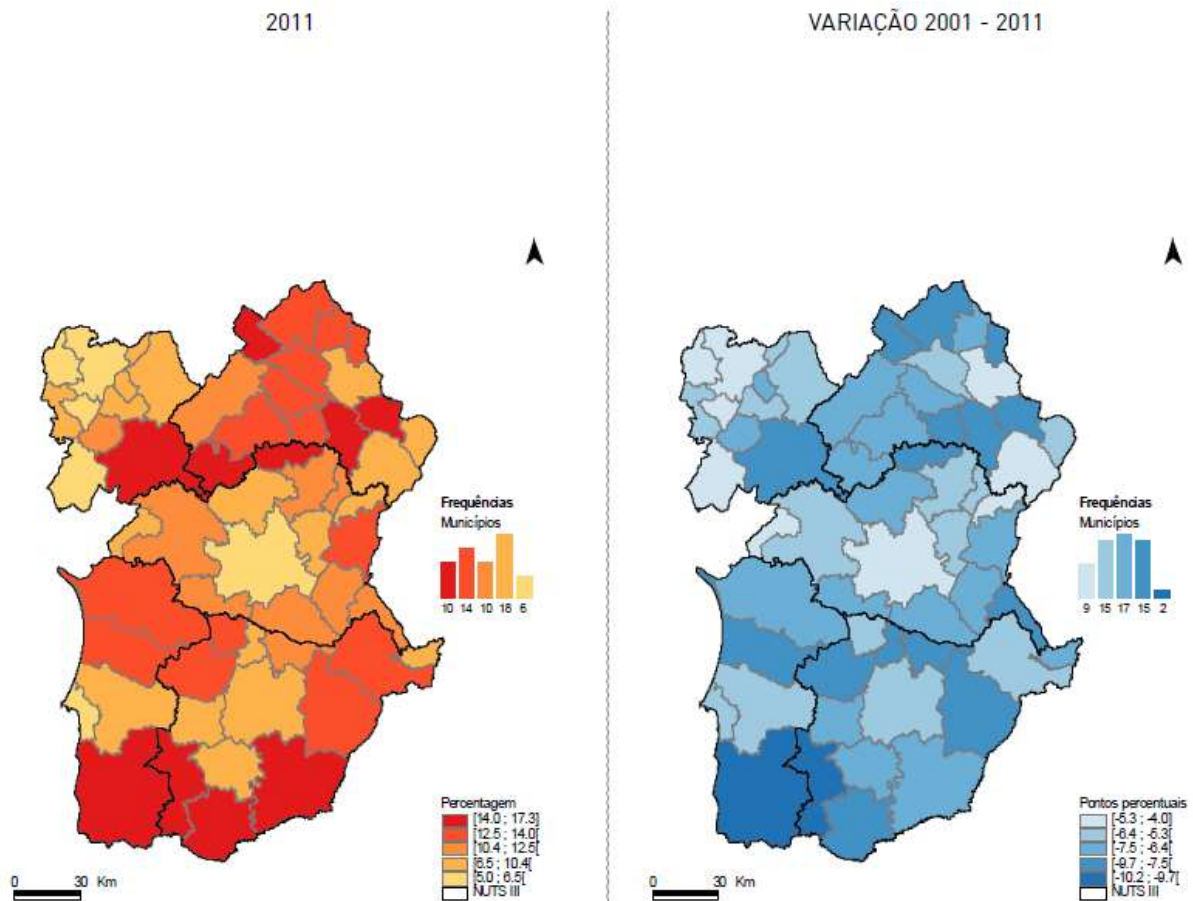 2011
VARIAÇÃO 2001 - 2011
Frequências
Municípios
10 14 10 18 6
Percentagem
[14.0 ; 17.3]
[12.5 ; 14.0[
[10.4 ; 12.5[
[6.5 ; 10.4[
[5.0 ; 6.5[
NUTS III
0 30 Km
Frequências
Municípios
9 15 17 15 2
Pontos percentuais
[-5.3 ; -4.0]
[-6.4 ; -5.3[
[-7.5 ; -6.4[
[-9.7 ; -7.5[
[-10.2 ; -9.7[
NUTS III
0 30 Km